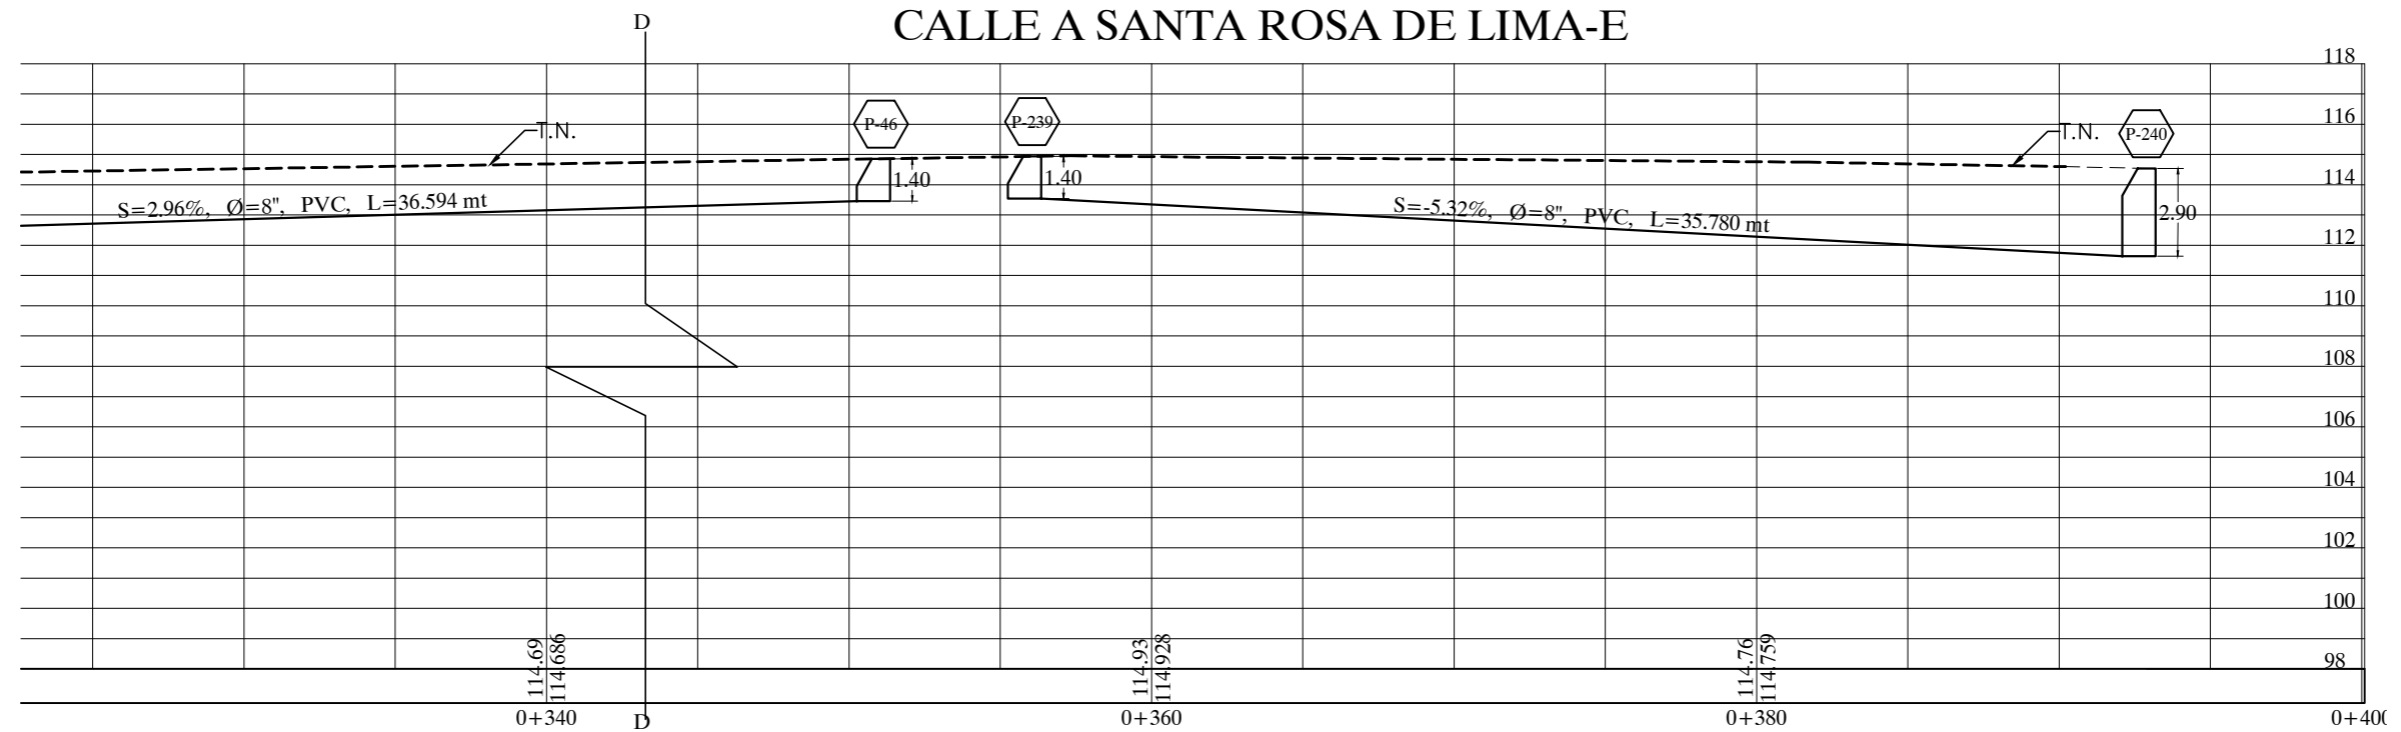 D
CALLE A SANTA ROSA DE LIMA-E
118
116
114
112
110
108
106
104
102
100
98
T.N.
P-46
P-239
T.N.
P-240
1.40
1.40
2.90
S=2.96%, Ø=8", PVC, L=36.594 mt
S=-5.32%, Ø=8", PVC, L=35.780 mt
114.69
114.686
114.93
114.928
114.76
114.759
0+340
D
0+360
0+380
0+400